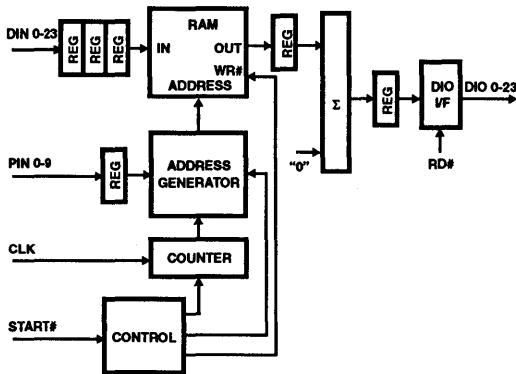 DIN 0-23
REG
REG
REG
RAM
IN
OUT
WR#
ADDRESS
REG
Σ
"0"
REG
DIO
I/F
DIO 0-23
RD#
PIN 0-9
REG
ADDRESS
GENERATOR
CLK
COUNTER
START#
CONTROL